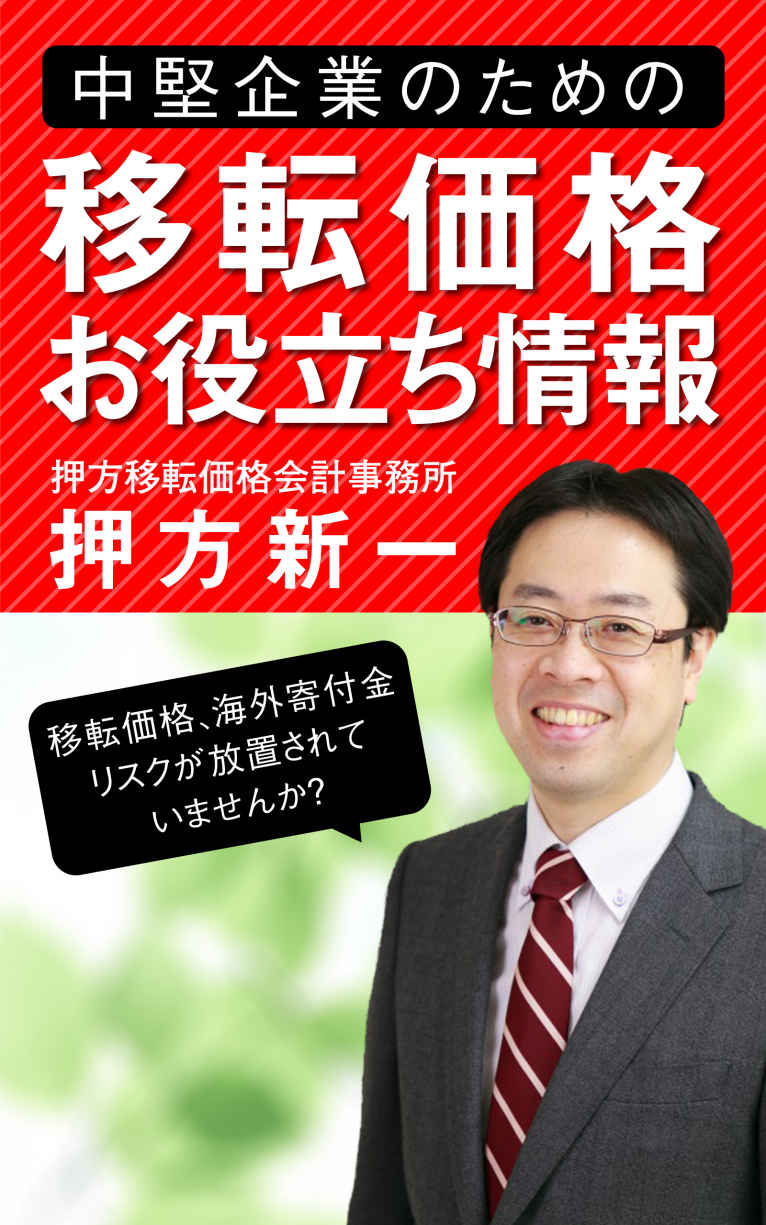 中堅企業のための
移転価格
お役立ち情報
押方移転価格会計事務所
押方新一
移転価格、海外寄付金
リスクが放置されて
いませんか？